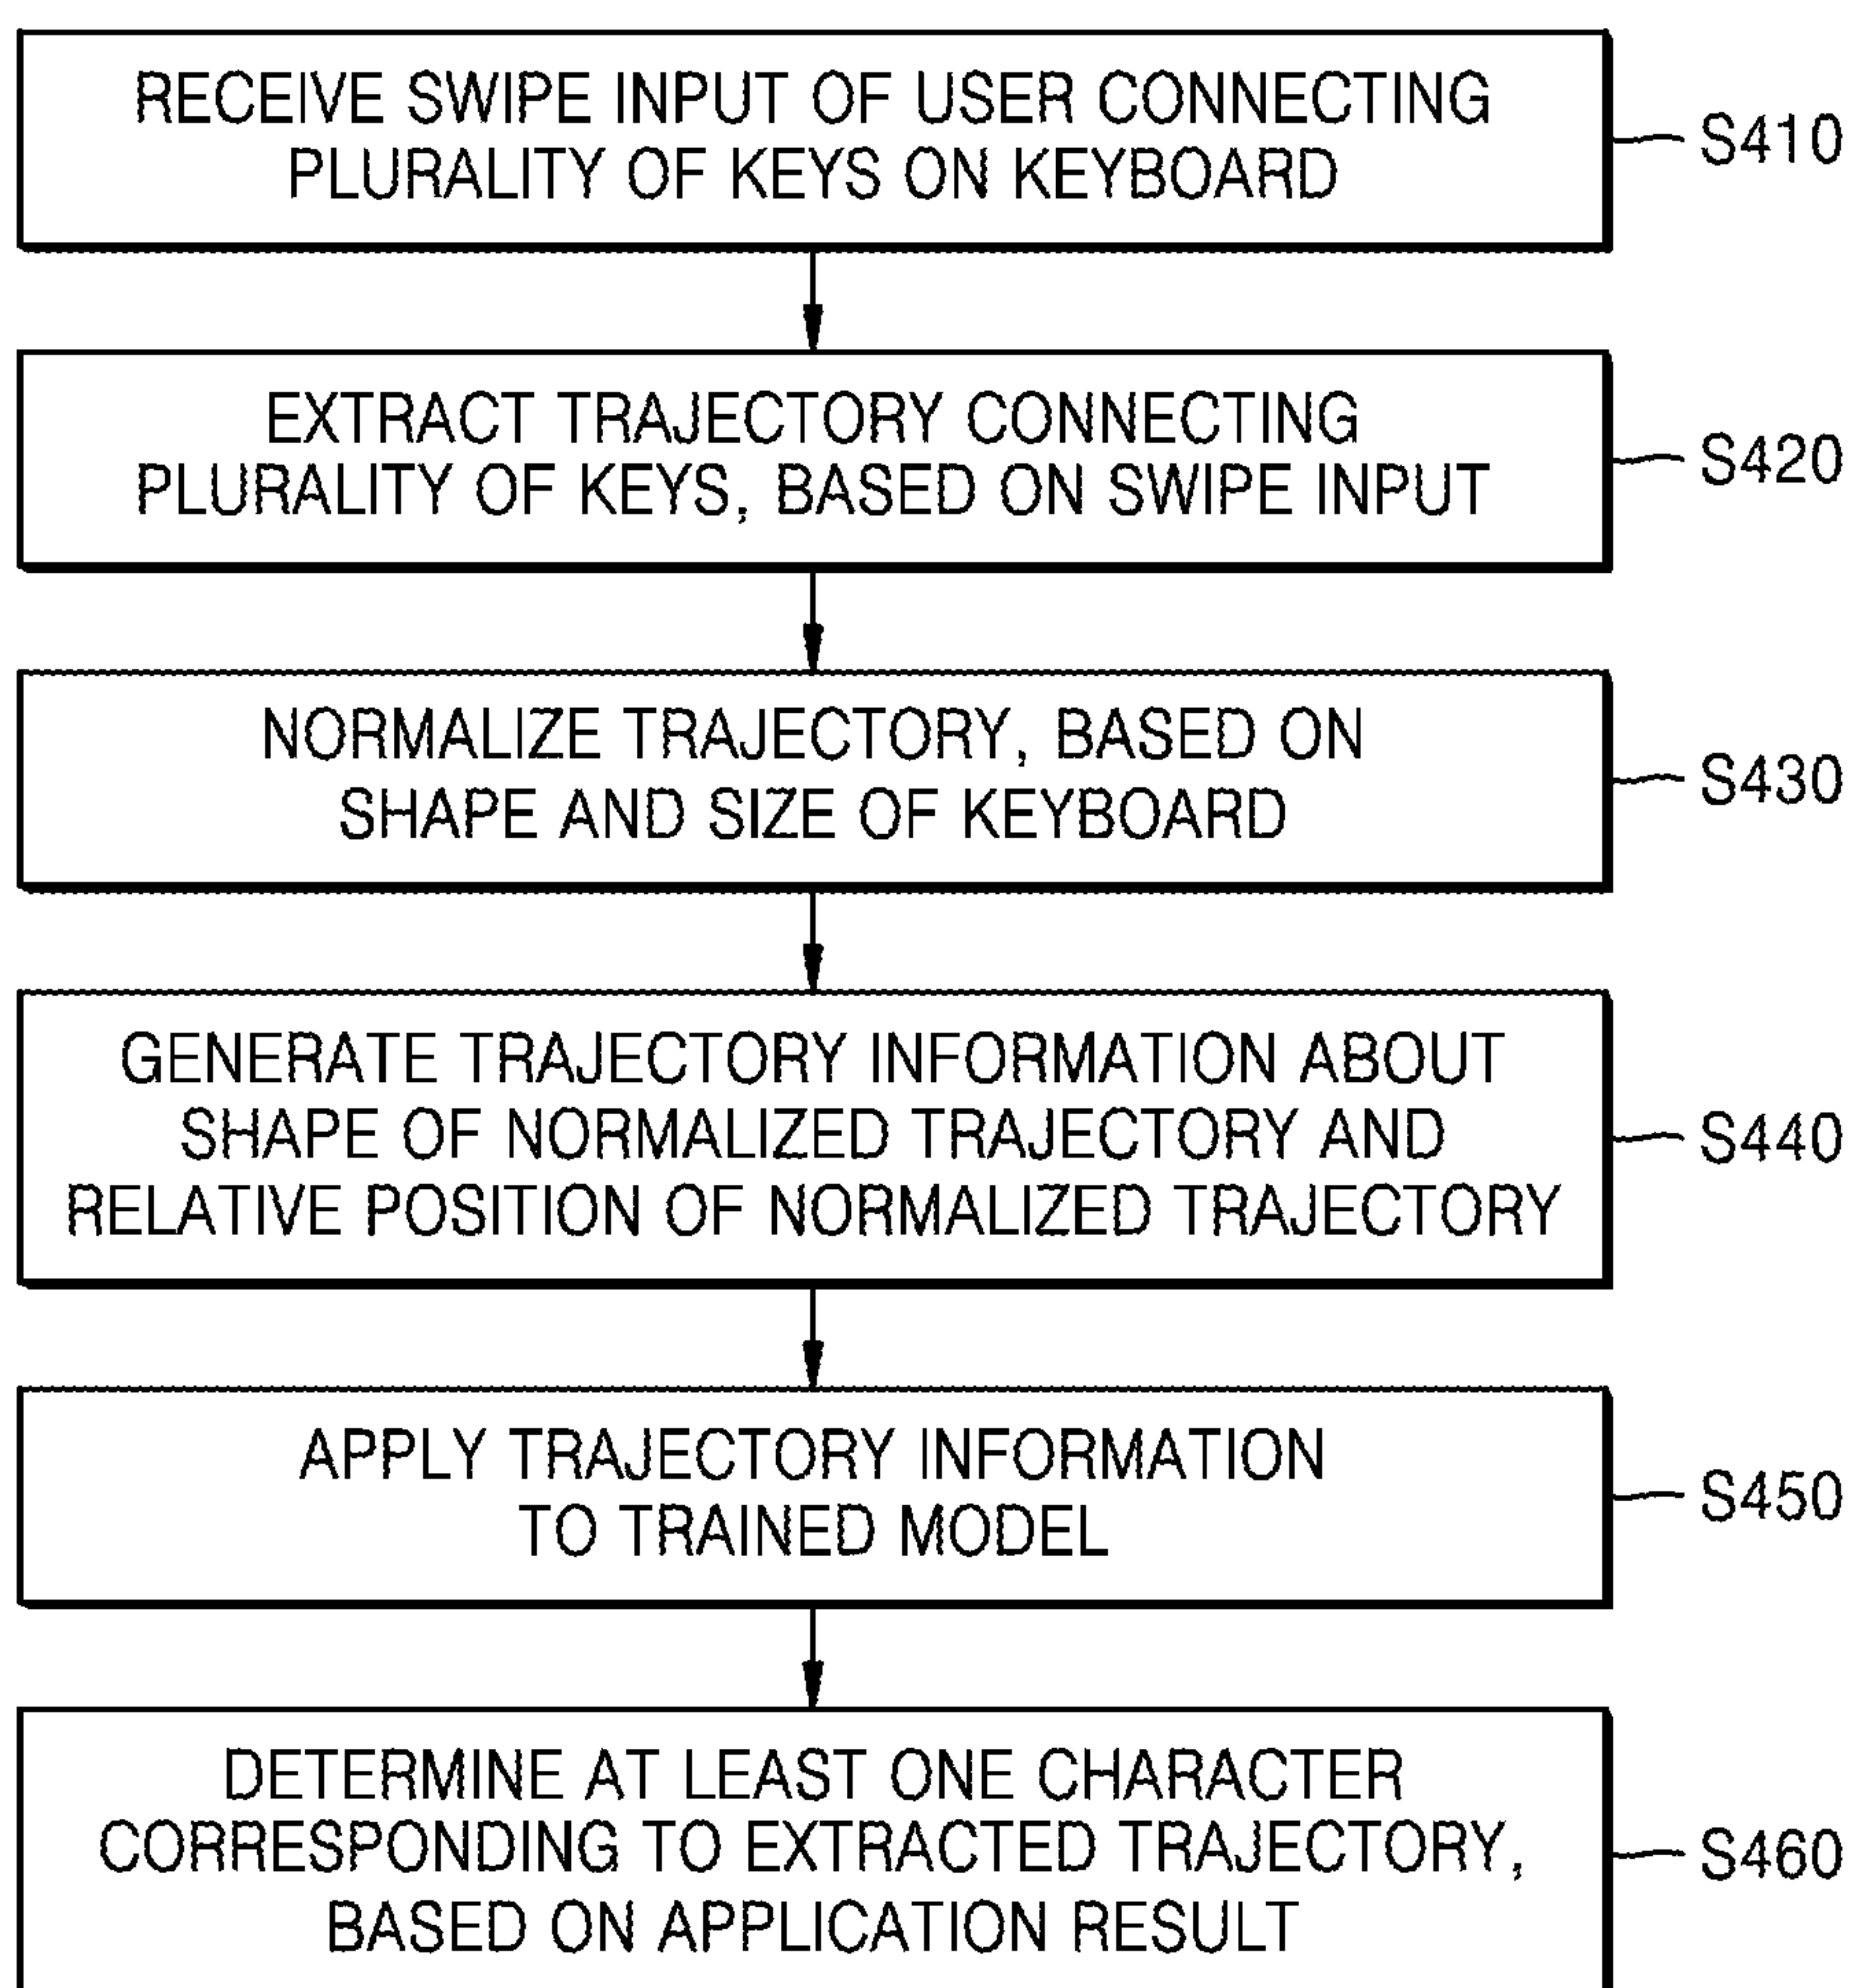 RECEIVE SWIPE INPUT OF USER CONNECTING
PLURALITY OF KEYS ON KEYBOARD
S410
EXTRACT TRAJECTORY CONNECTING
PLURALITY OF KEYS, BASED ON SWIPE INPUT
S420
NORMALIZE TRAJECTORY, BASED ON
SHAPE AND SIZE OF KEYBOARD
S430
GENERATE TRAJECTORY INFORMATION ABOUT
SHAPE OF NORMALIZED TRAJECTORY AND
RELATIVE POSITION OF NORMALIZED TRAJECTORY
S440
APPLY TRAJECTORY INFORMATION
TO TRAINED MODEL
S450
DETERMINE AT LEAST ONE CHARACTER
CORRESPONDING TO EXTRACTED TRAJECTORY,
BASED ON APPLICATION RESULT
S460